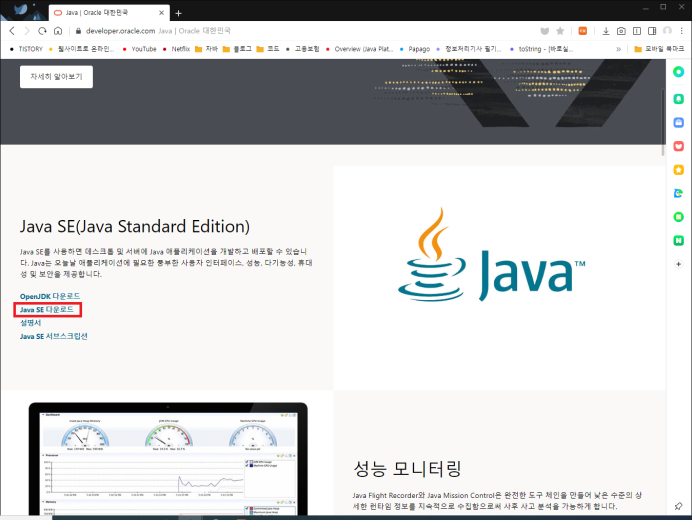 Java | Oracle 대한민국
developer.oracle.com Java | Oracle 대한민국
TISTORY 웹사이트로 온라인... YouTube Netflix 자바 블로그 코드 고용보험 Overview (Java Plat... Papago 정보처리기사 필기... toString - [바로실... » 모바일 북마크
자세히 알아보기
Java SE(Java Standard Edition)
Java SE를 사용하면 데스크톱 및 서버에 Java 애플리케이션을 개발하고 배포할 수 있습니
다. Java는 오늘날 애플리케이션에 필요한 풍부한 사용자 인터페이스, 성능, 다기능성, 휴대
성 및 보안을 제공합니다.
OpenJDK 다운로드
Java SE 다운로드
설명서
Java SE 서브스크립션
Java™
성능 모니터링
Java Flight Recorder와 Java Mission Control은 완전한 도구 체인을 만들어 낮은 수준의 상
세한 런타임 정보를 지속적으로 수집함으로써 사후 사고 분석을 가능하게 합니다.